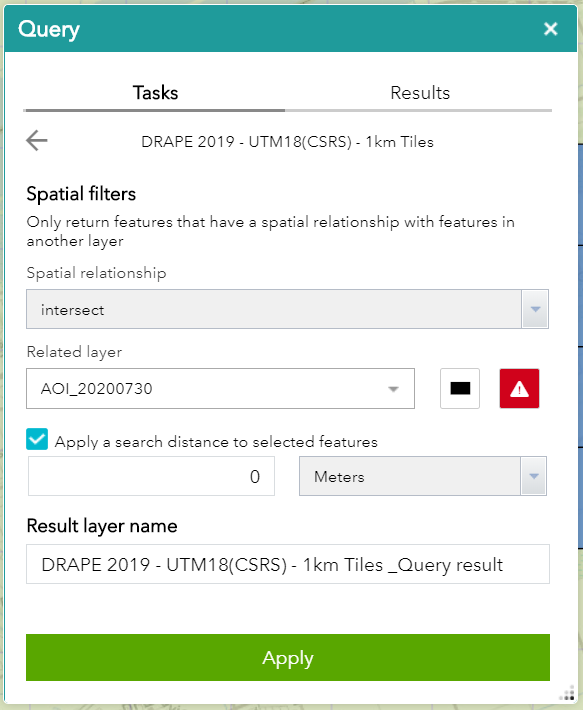 Query
Tasks
Results
DRAPE 2019 - UTM18(CSRS) - 1km Tiles
Spatial filters
Only return features that have a spatial relationship with features in
another layer
Spatial relationship
intersect
Related layer
AOI_20200730
Apply a search distance to selected features
0
Meters
Result layer name
DRAPE 2019 - UTM18(CSRS) - 1km Tiles _Query result
Apply